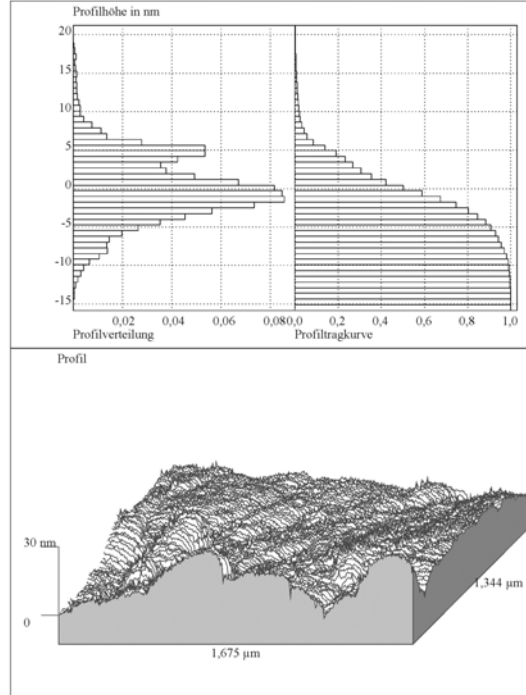 Profilhöhe in nm
20
15
10
5
0
-5
-10
-15
0,02 0,04 0,06 0,08 0,0 0,2 0,4 0,6 0,8 1,0
Profilverteilung Profiltragkurve
Profil
30 nm
0
1,344 µm
1,675 µm